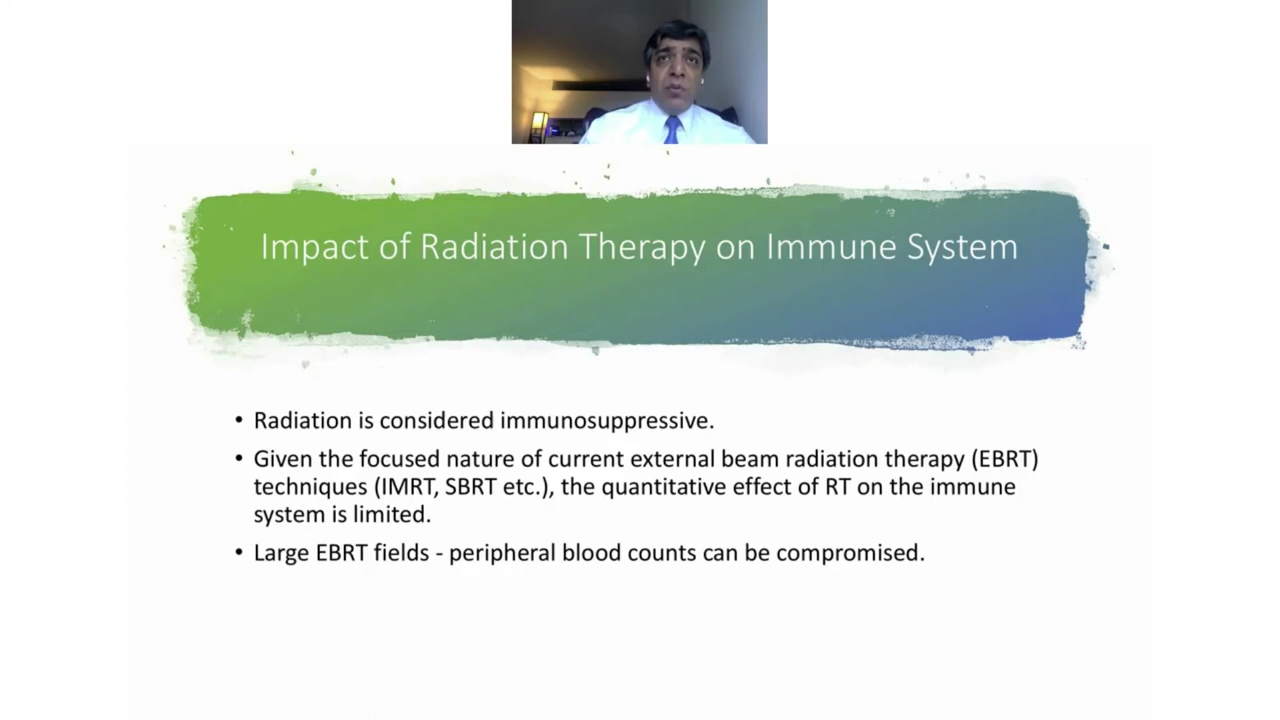 Impact of Radiation Therapy on Immune System
• Radiation is considered immunosuppressive.
• Given the focused nature of current external beam radiation therapy (EBRT)
techniques (IMRT, SBRT etc.), the quantitative effect of RT on the immune
system is limited.
• Large EBRT fields - peripheral blood counts can be compromised.